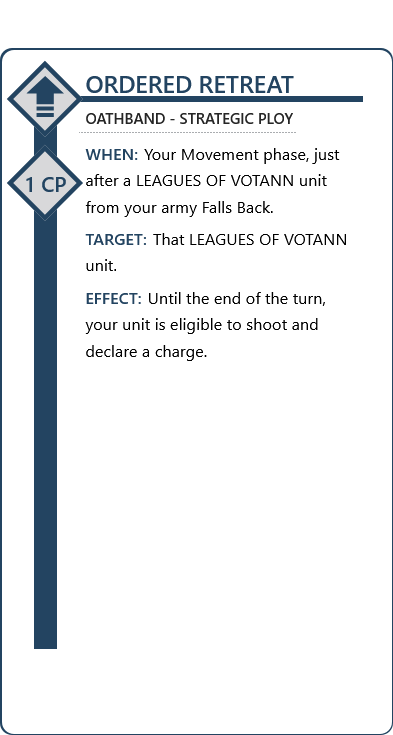 ORDERED RETREAT
OATHBAND - STRATEGIC PLOY
WHEN: Your Movement phase, just
after a LEAGUES OF VOTANN unit
from your army Falls Back.
1 CP
TARGET: That LEAGUES OF VOTANN
unit.
EFFECT: Until the end of the turn,
your unit is eligible to shoot and
declare a charge.